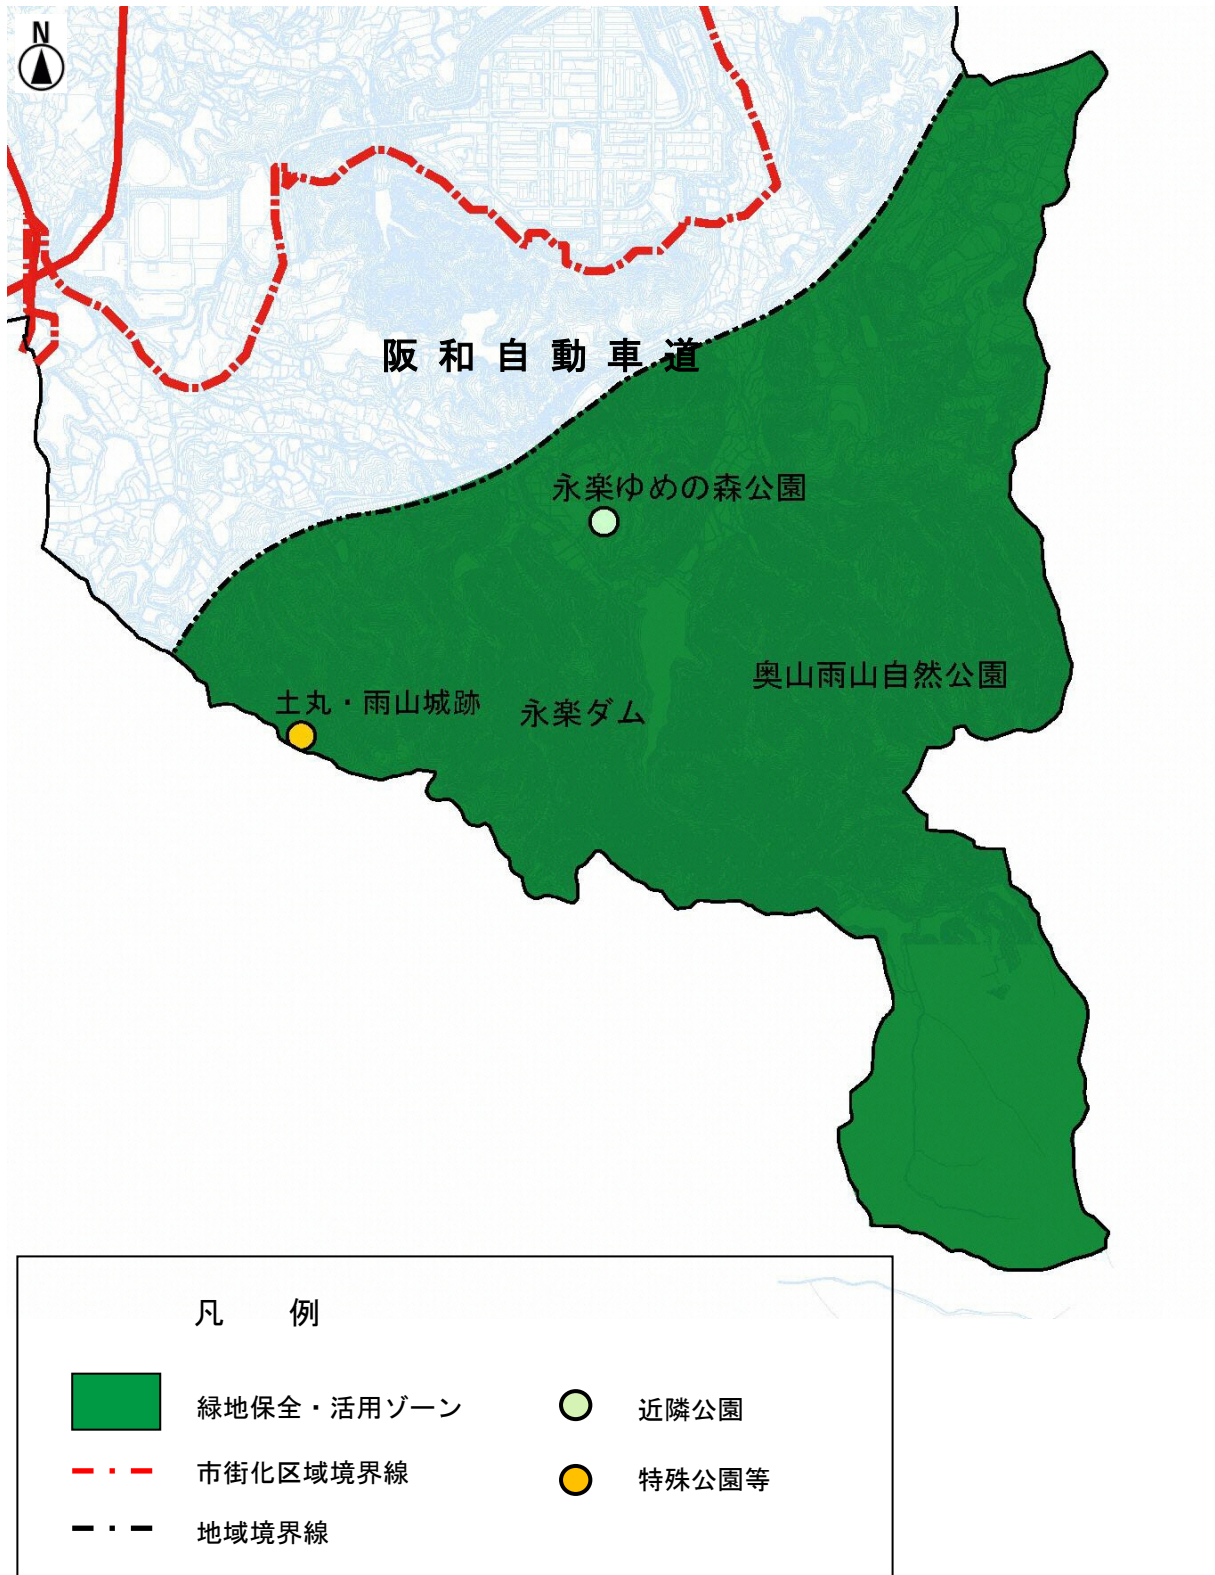 N
阪和自動車道
永楽ゆめの森公園
奥山雨山自然公園
土丸・雨山城跡
永楽ダム
凡 例
緑地保全・活用ゾーン
近隣公園
市街化区域境界線
特殊公園等
地域境界線